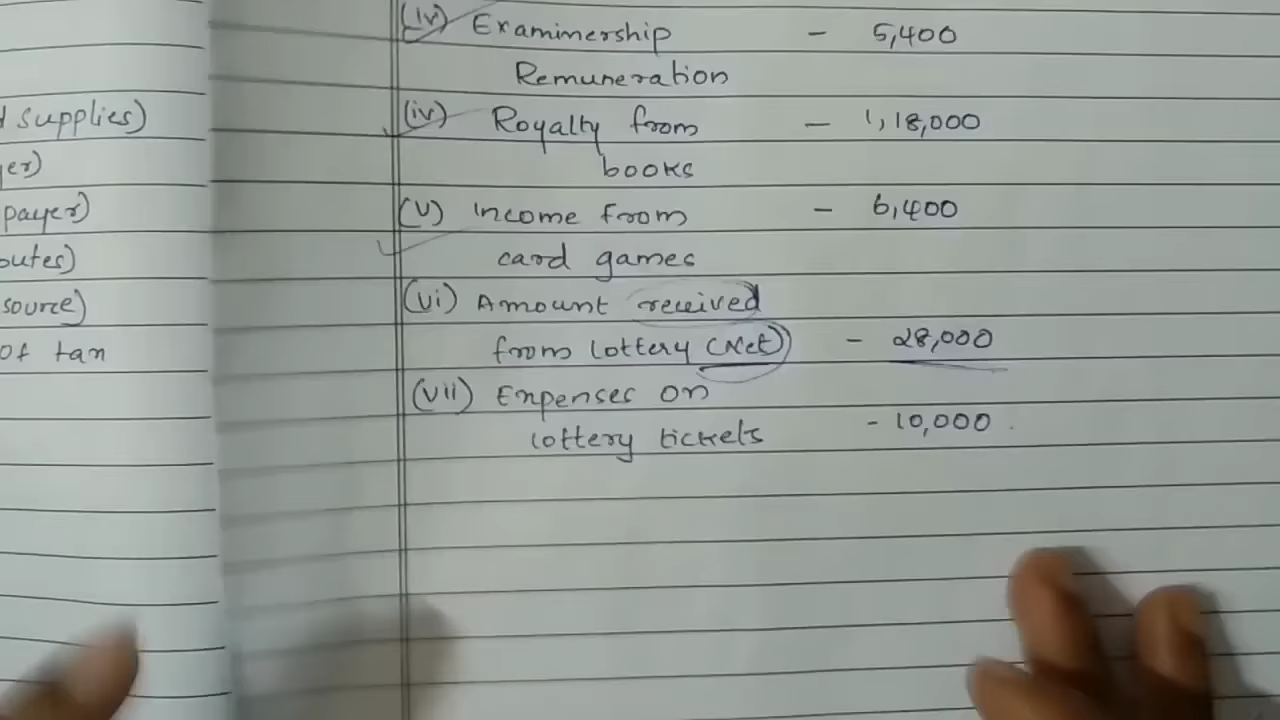 d supplies)
yer)
payer)
butes)
source)
Of tax
(iv) Examinership - 5,400
Remuneration
(iv) Royalty from - 1,18,000
books
(v) Income from - 6,400
card games
(vi) Amount received
from lottery (Net) - 28,000
(vii) Expenses on
lottery tickets - 10,000